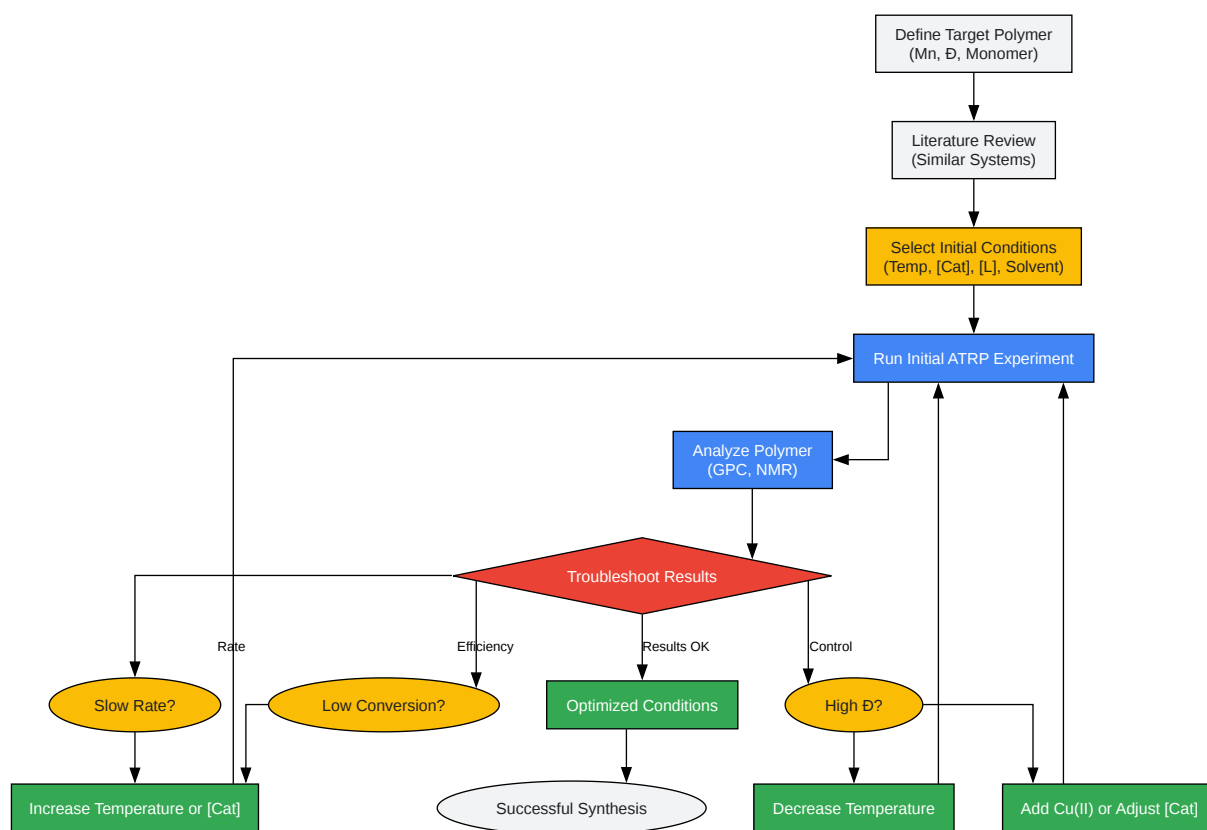 Define Target Polymer
(Mn, Đ, Monomer)
Literature Review
(Similar Systems)
Select Initial Conditions
(Temp, [Cat], [L], Solvent)
Run Initial ATRP Experiment
Analyze Polymer
(GPC, NMR)
Troubleshoot Results
Rate
Efficiency
Results OK
Control
Slow Rate?
Low Conversion?
Optimized Conditions
High Đ?
Increase Temperature or [Cat]
Successful Synthesis
Decrease Temperature
Add Cu(II) or Adjust [Cat]